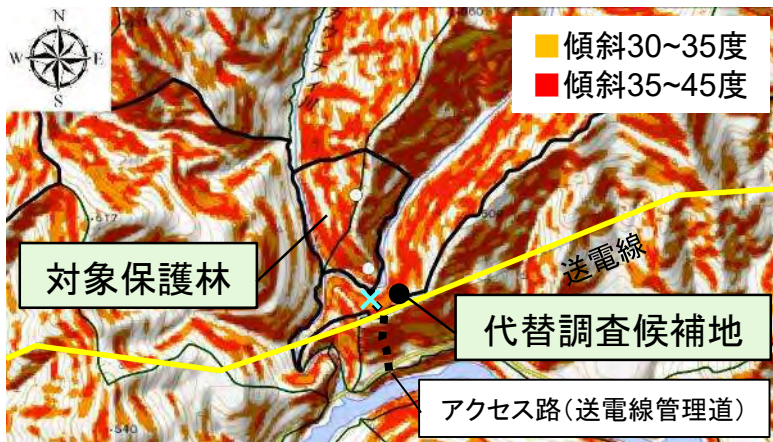 N
W E
S
傾斜30~35度
傾斜35~45度
617
対象保護林
送電線
代替調査候補地
アクセス路(送電線管理道)
540